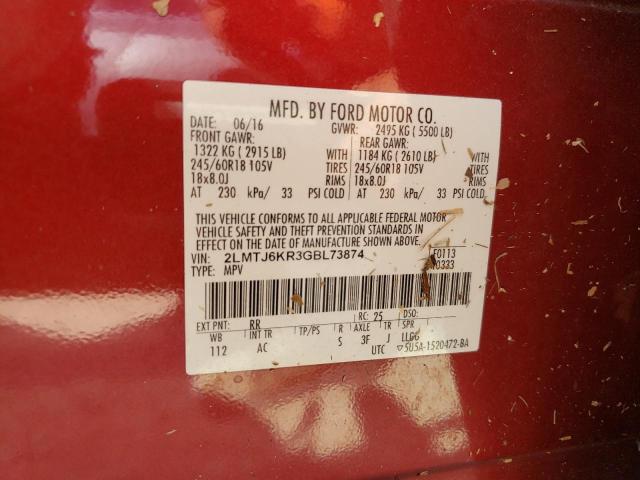 MFD. BY FORD MOTOR CO.
DATE: 06/16 GVWR: 2495 KG ( 5500 LB)
FRONT GAWR: REAR GAWR:
1322 KG ( 2915 LB) WITH 1184 KG ( 2610 LB) WITH
245/60R18 105V TIRES 245/60R18 105V TIRES
18x8.0J RIMS 18x8.0J RIMS
AT 230 kPa/ 33 PSI COLD AT 230 kPa/ 33 PSI COLD
THIS VEHICLE CONFORMS TO ALL APPLICABLE FEDERAL MOTOR
VEHICLE SAFETY AND THEFT PREVENTION STANDARDS IN
EFFECT ON THE DATE OF MANUFACTURE SHOWN ABOVE.
VIN: 2LMTJ6KR3GBL73874 F0113
TYPE: MPV
EXT PNT: RR RC: 25 DSO:
WB INT TR TP/PS R AXLE TR SPR
112 AC S 3F J LLGG
UTC